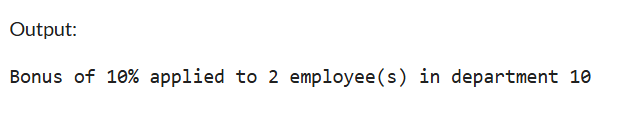 Output:
Bonus of 10% applied to 2 employee(s) in department 10